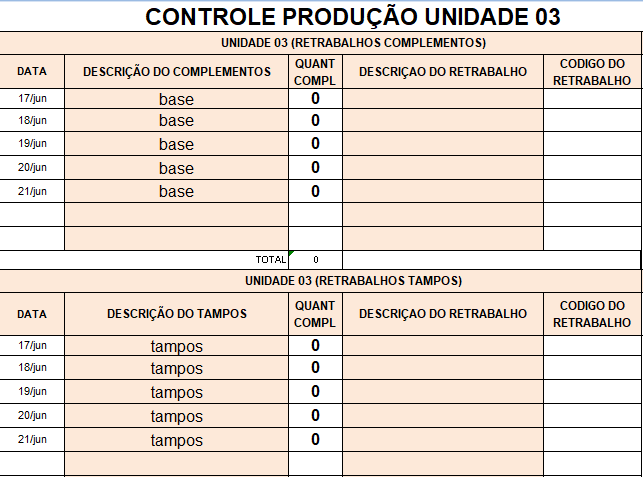 CONTROLE PRODUÇÃO UNIDADE 03
UNIDADE 03 (RETRABALHOS COMPLEMENTOS)
DATA DESCRIÇÃO DO COMPLEMENTOS QUANT COMPL DESCRIÇAO DO RETRABALHO CODIGO DO RETRABALHO
17/jun base 0
18/jun base 0
19/jun base 0
20/jun base 0
21/jun base 0
TOTAL 0
UNIDADE 03 (RETRABALHOS TAMPOS)
DATA DESCRIÇÃO DO TAMPOS QUANT COMPL DESCRIÇAO DO RETRABALHO CODIGO DO RETRABALHO
17/jun tampos 0
18/jun tampos 0
19/jun tampos 0
20/jun tampos 0
21/jun tampos 0